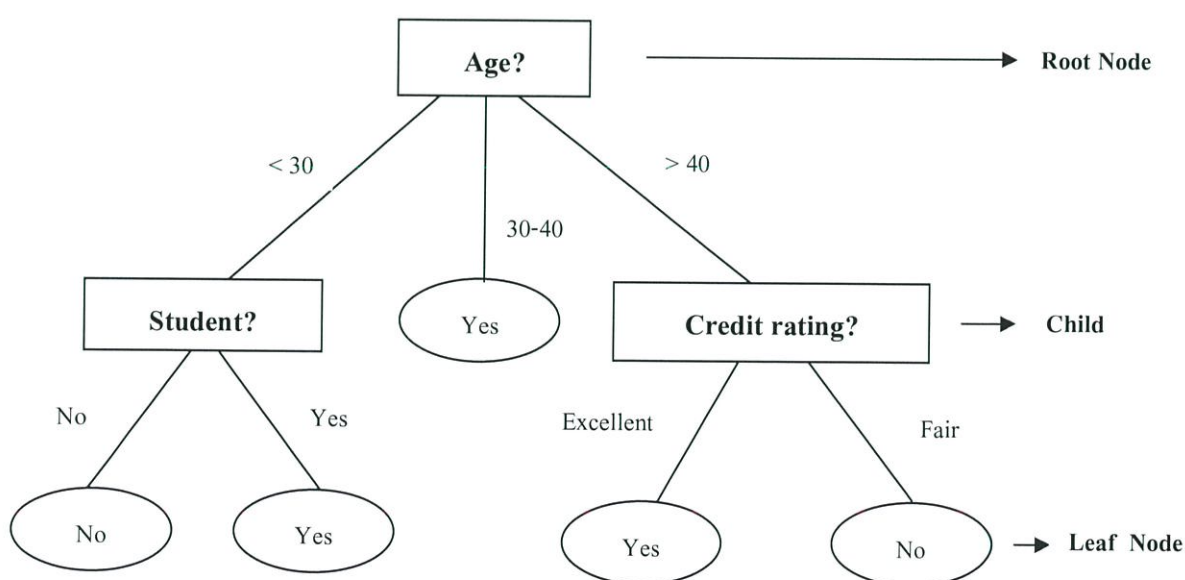 Age?
Root Node
< 30
> 40
30-40
Student?
Yes
Credit rating?
Child
No
Yes
Excellent
Fair
No
Yes
Yes
No
Leaf Node